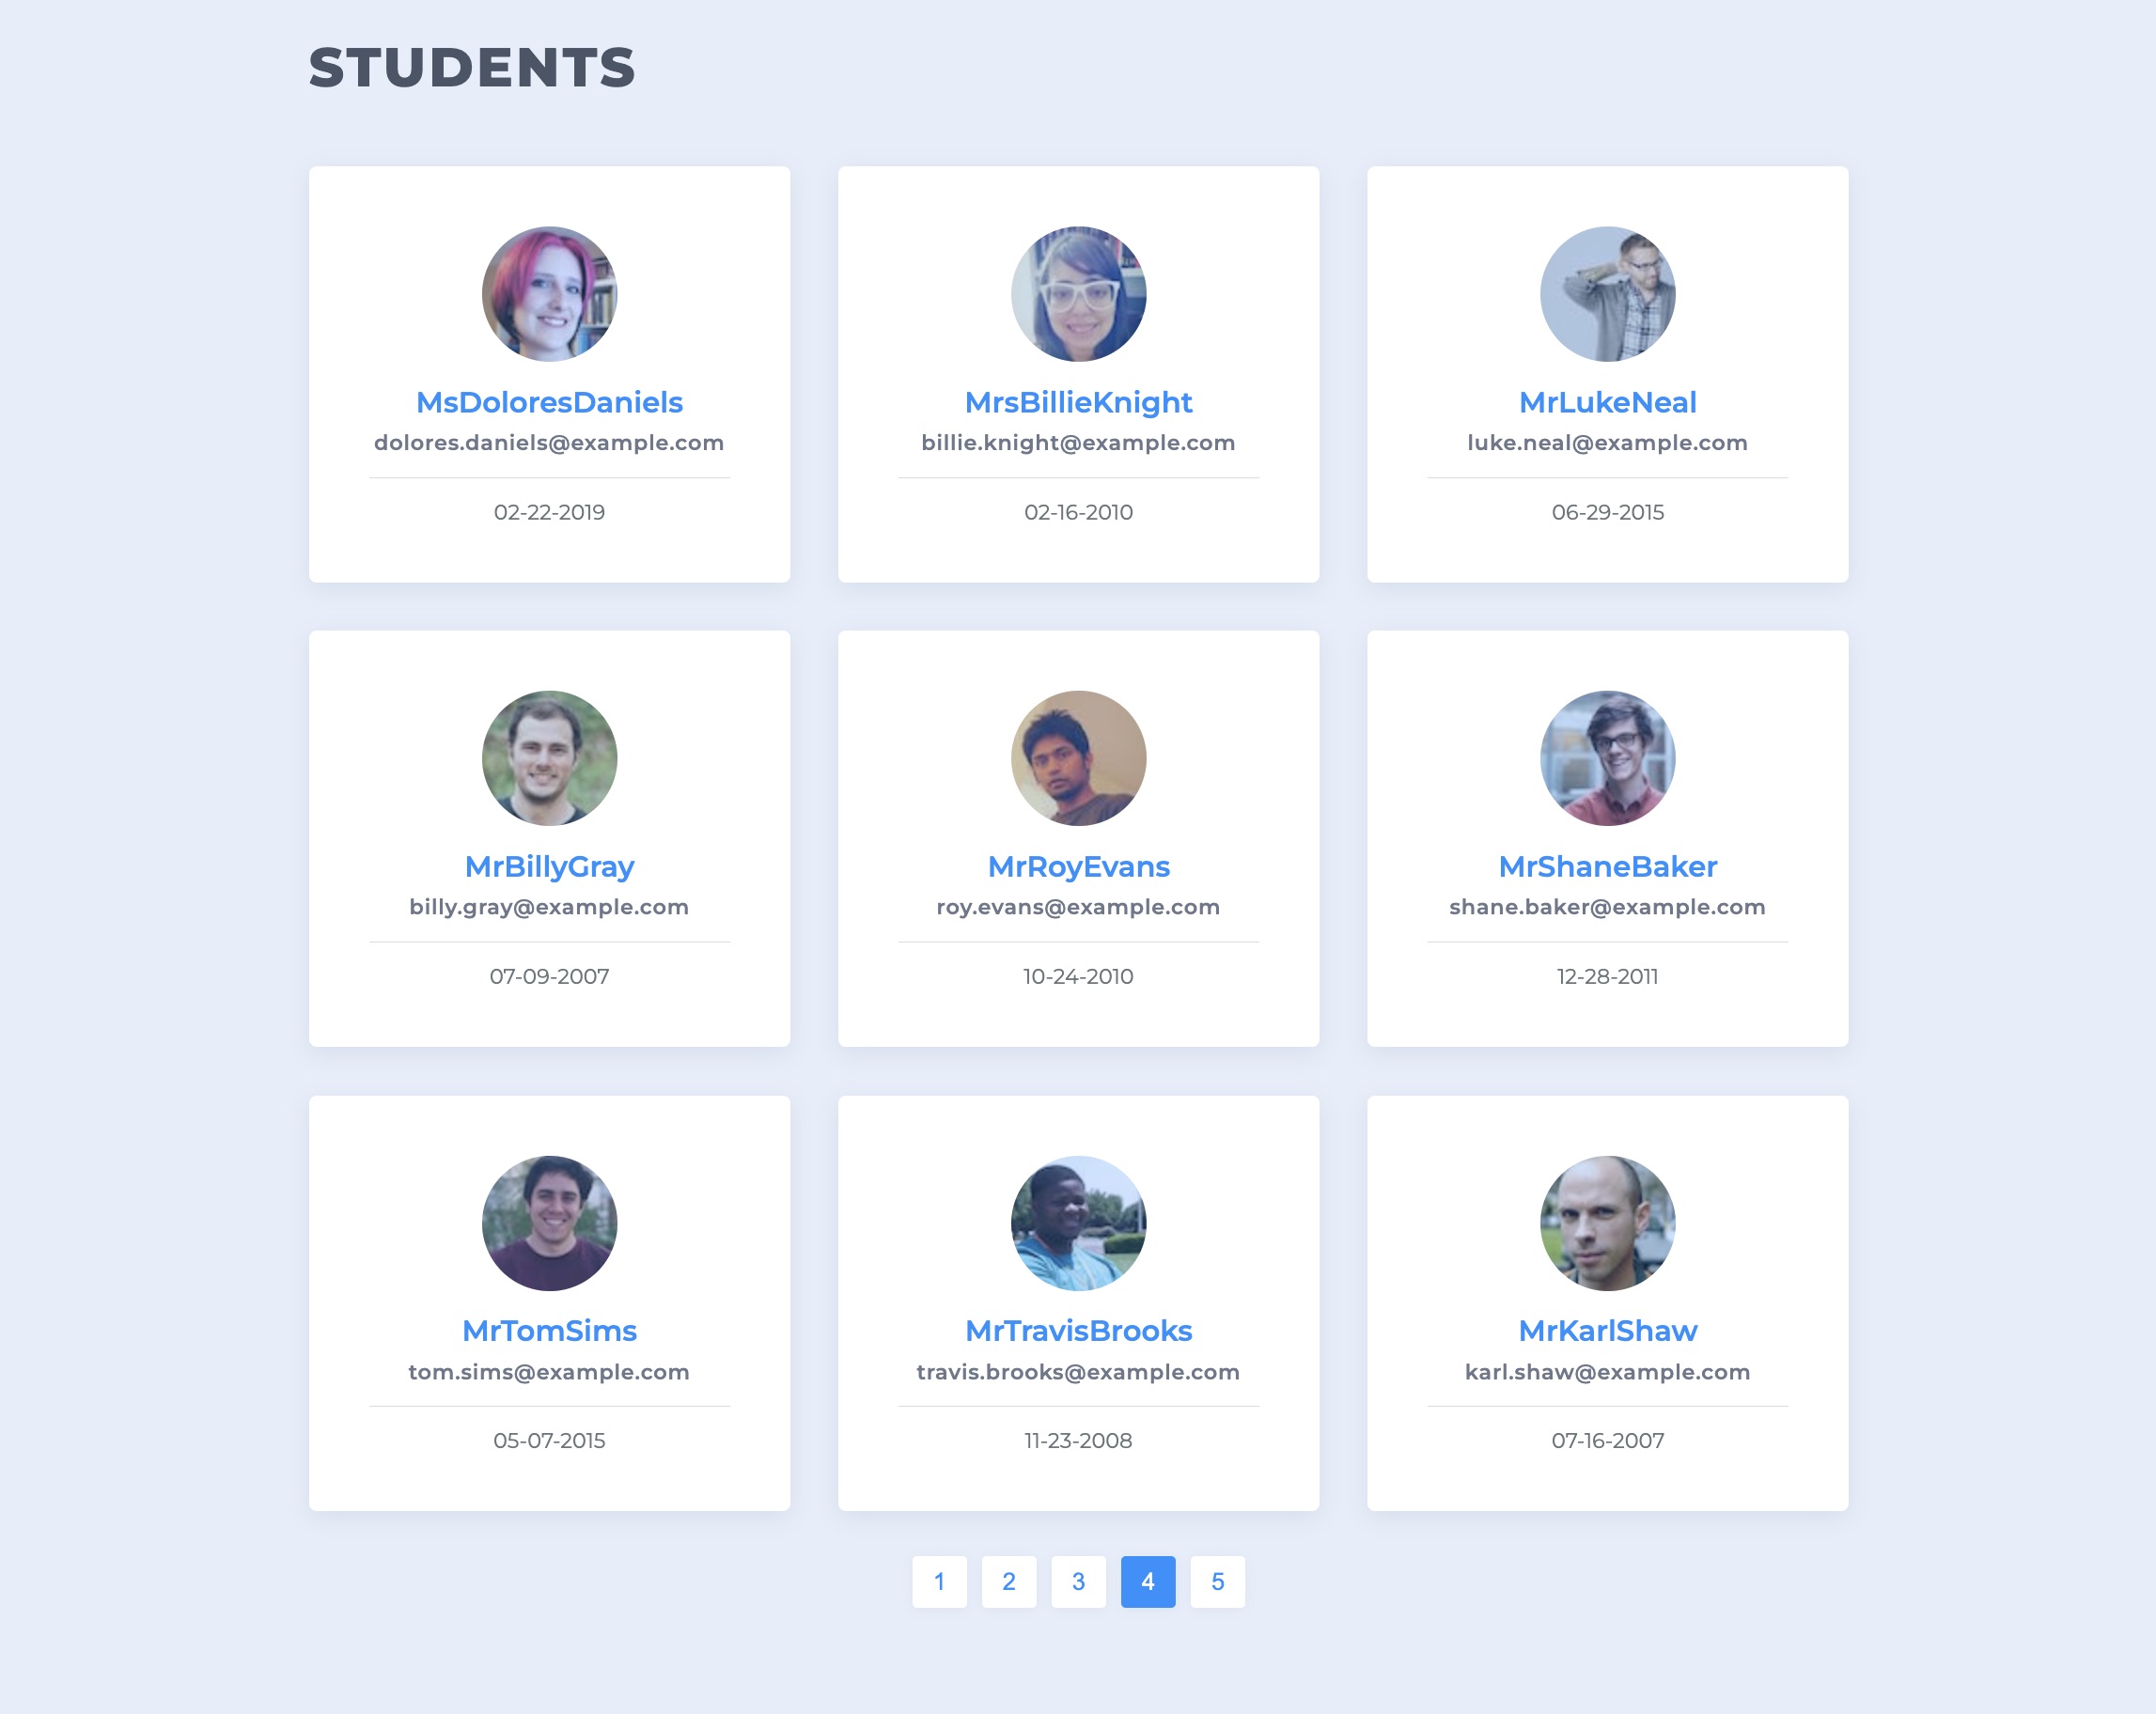 STUDENTS
MsDoloresDaniels
dolores.daniels@example.com
02-22-2019
MrsBillieKnight
billie.knight@example.com
02-16-2010
MrLukeNeal
luke.neal@example.com
06-29-2015
MrBillyGray
billy.gray@example.com
07-09-2007
MrRoyEvans
roy.evans@example.com
10-24-2010
MrShaneBaker
shane.baker@example.com
12-28-2011
MrTomSims
tom.sims@example.com
05-07-2015
MrTravisBrooks
travis.brooks@example.com
11-23-2008
MrKarlShaw
karl.shaw@example.com
07-16-2007
1 2 3 4 5